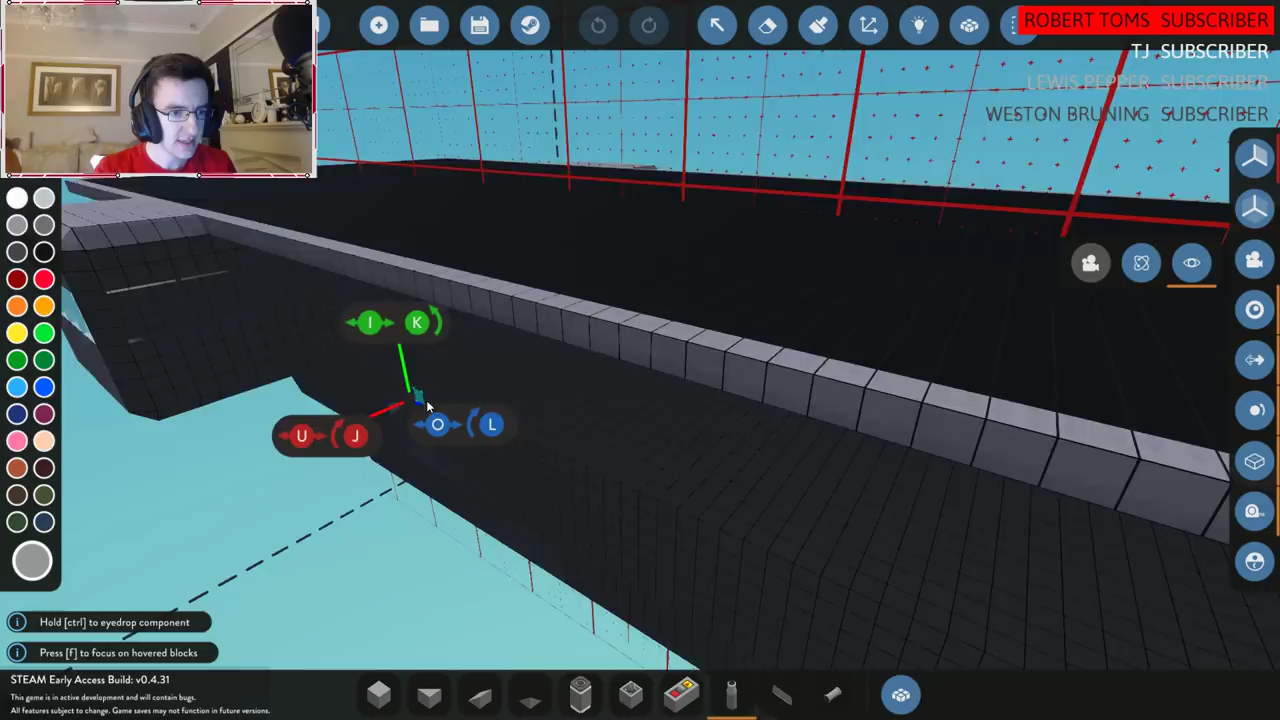 ROBERT TOMS SUBSCRIBER
TJ SUBSCRIBER
LEWIS PEPPER SUBSCRIBER
WESTON BRUNING SUBSCRIBER
I K
U J
O L
Hold [ctrl] to eyedrop component
Press [f] to focus on hovered blocks
STEAM Early Access Build: v0.4.31
This game is in active development and will contain bugs.
All features subject to change. Game saves may not function in future versions.